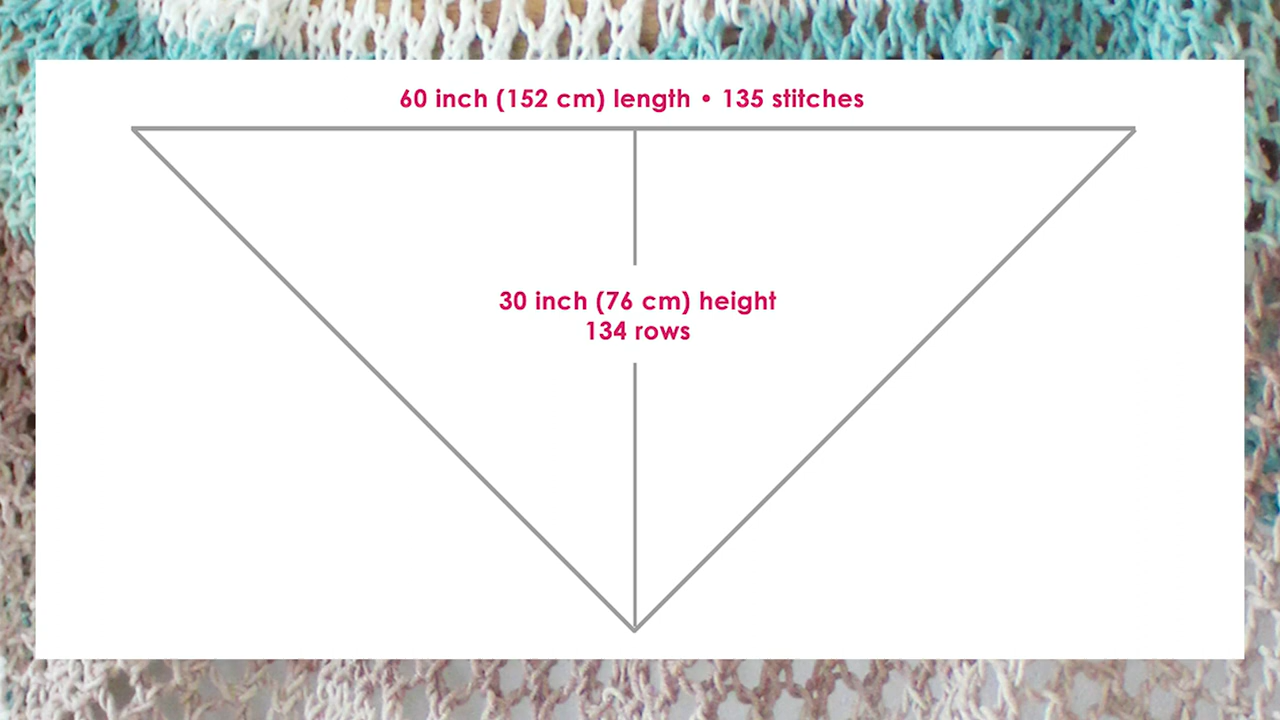 60 inch (152 cm) length • 135 stitches
30 inch (76 cm) height
134 rows